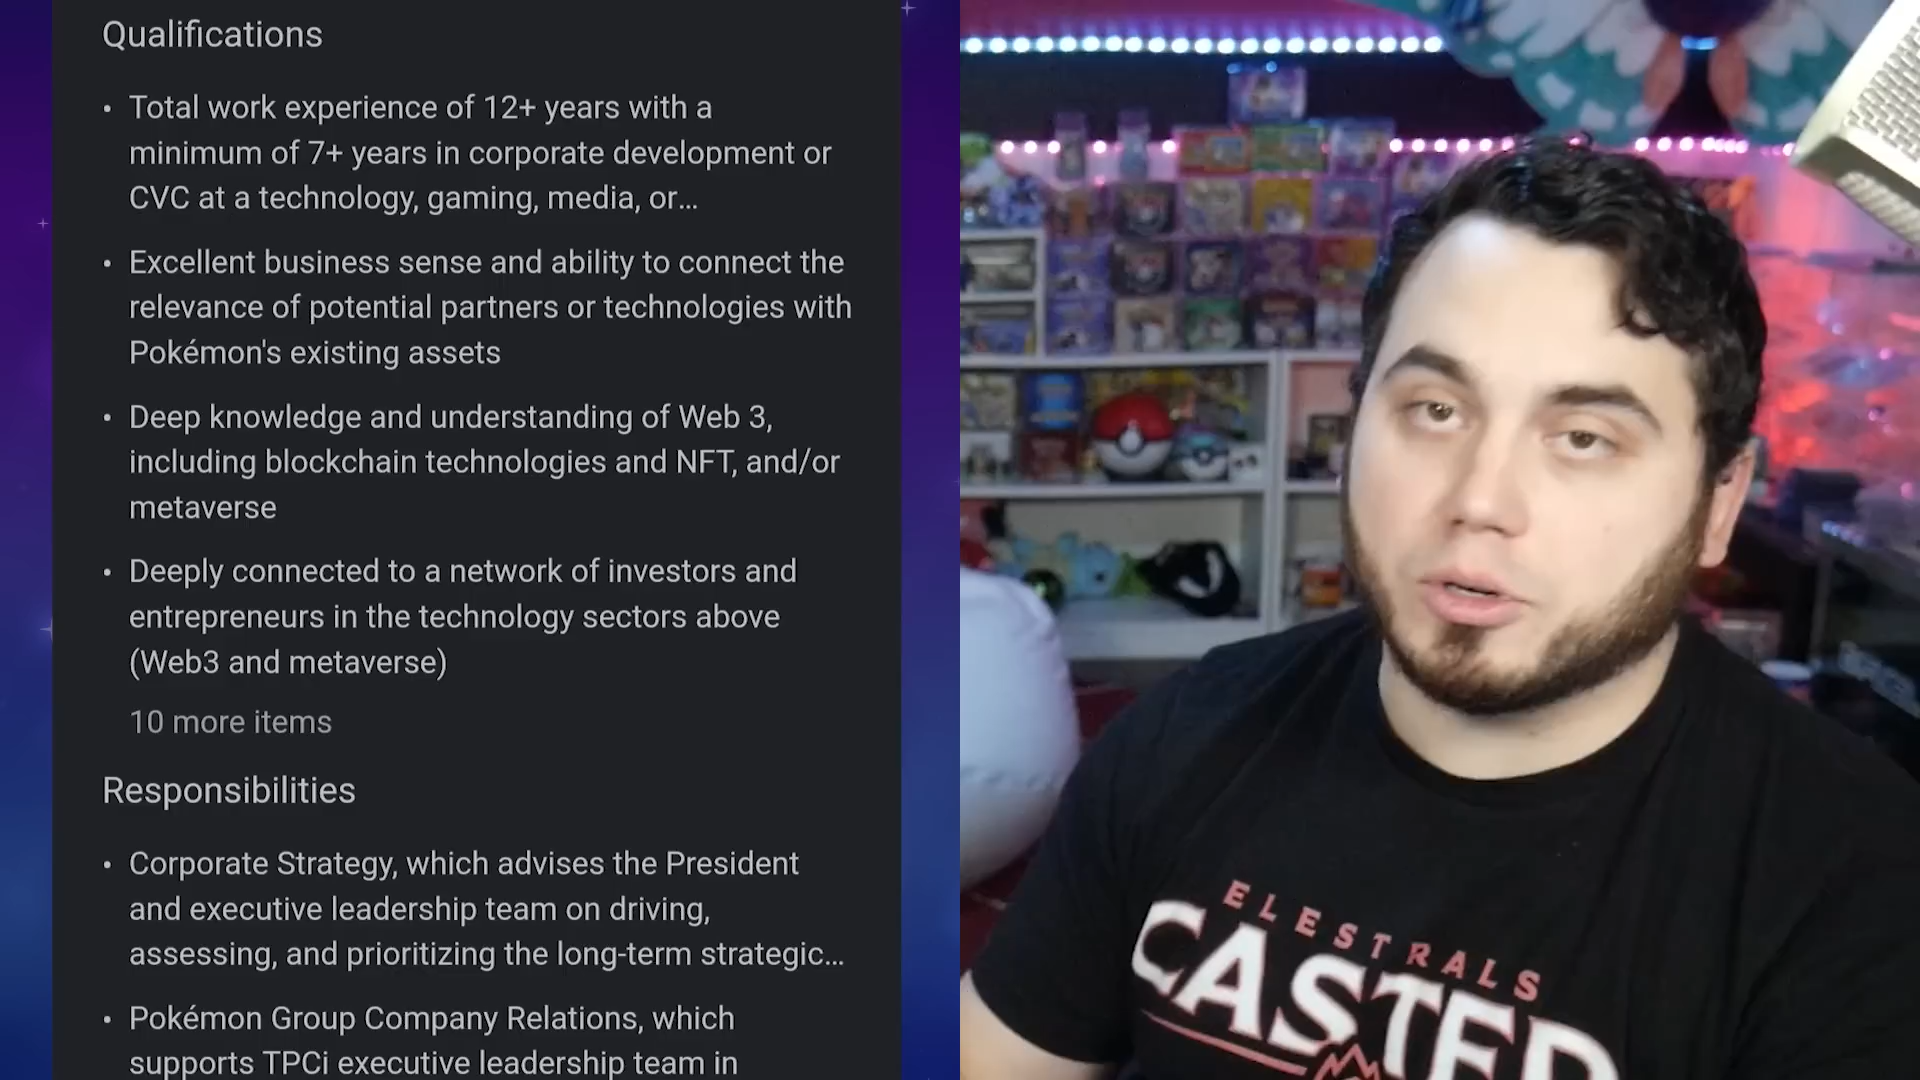 Qualifications
• Total work experience of 12+ years with a
minimum of 7+ years in corporate development or
CVC at a technology, gaming, media, or...
• Excellent business sense and ability to connect the
relevance of potential partners or technologies with
Pokémon's existing assets
• Deep knowledge and understanding of Web 3,
including blockchain technologies and NFT, and/or
metaverse
• Deeply connected to a network of investors and
entrepreneurs in the technology sectors above
(Web3 and metaverse)
10 more items
Responsibilities
• Corporate Strategy, which advises the President
and executive leadership team on driving,
assessing, and prioritizing the long-term strategic...
• Pokémon Group Company Relations, which
supports TPCi executive leadership team in
ELESTRALS
CASTER